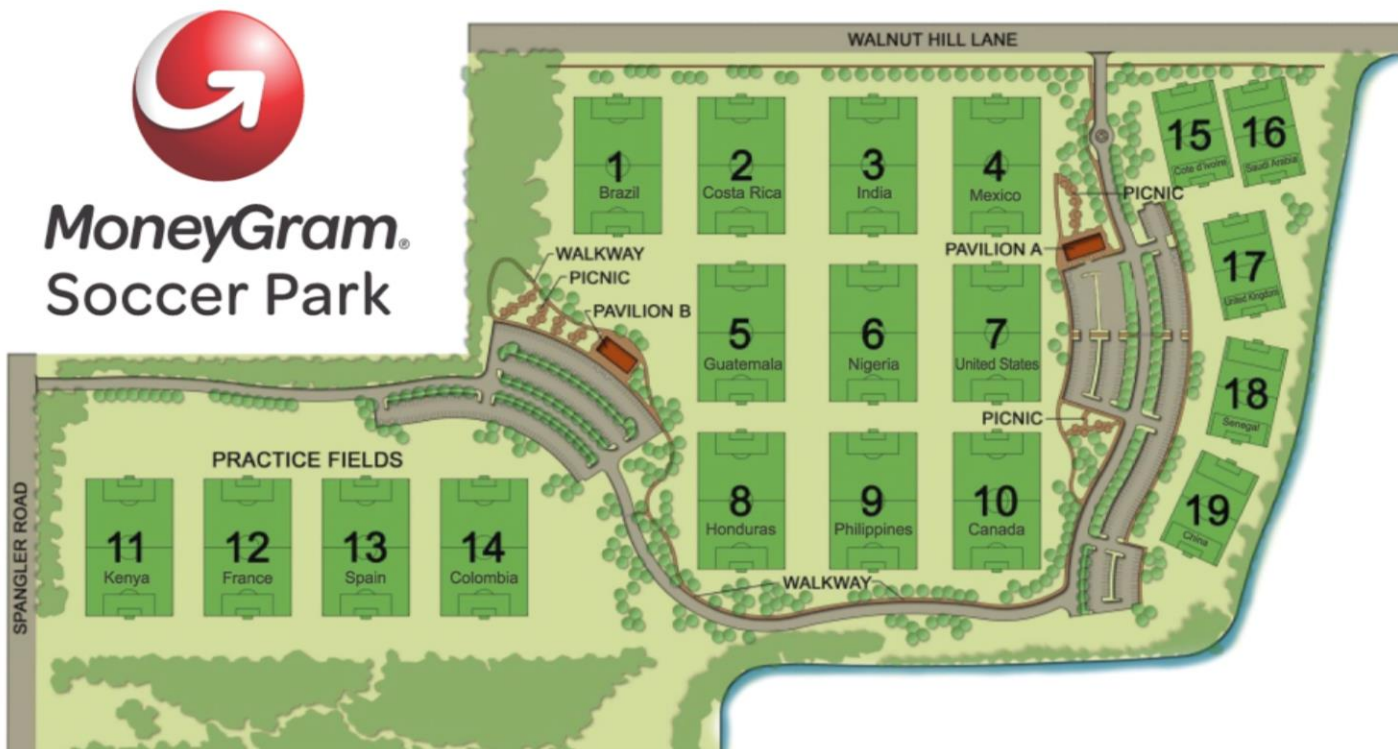 MoneyGram®
Soccer Park
WALNUT HILL LANE
1
Brazil
2
Costa Rica
3
India
4
Mexico
15
Cote d'Ivoire
16
Saudi Arabia
PICNIC
WALKWAY
PICNIC
PAVILION B
PAVILION A
17
United Kingdom
5
Guatemala
6
Nigeria
7
United States
18
Senegal
PICNIC
PRACTICE FIELDS
8
Honduras
9
Philippines
10
Canada
19
China
11
Kenya
12
France
13
Spain
14
Colombia
WALKWAY
SPANGLER ROAD